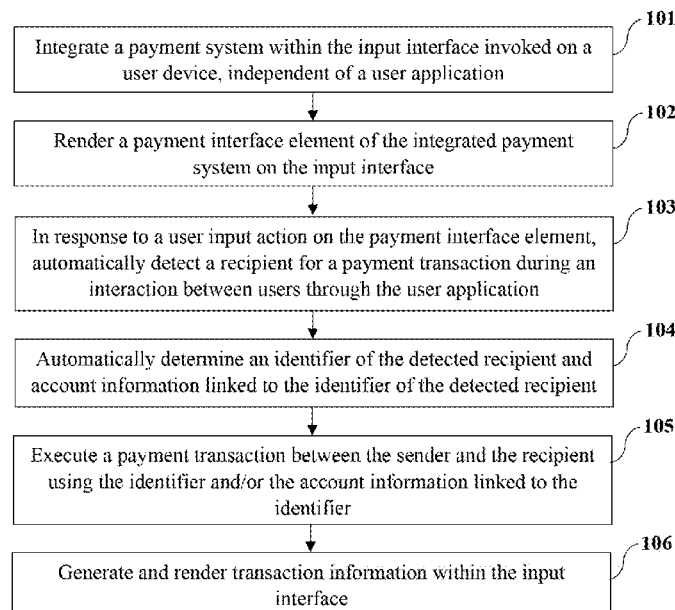 101
Integrate a payment system within the input interface invoked on a
user device, independent of a user application
102
Render a payment interface element of the integrated payment
system on the input interface
103
In response to a user input action on the payment interface element,
automatically detect a recipient for a payment transaction during an
interaction between users through the user application
104
Automatically determine an identifier of the detected recipient and
account information linked to the identifier of the detected recipient
105
Execute a payment transaction between the sender and the recipient
using the identifier and/or the account information linked to the
identifier
106
Generate and render transaction information within the input
interface